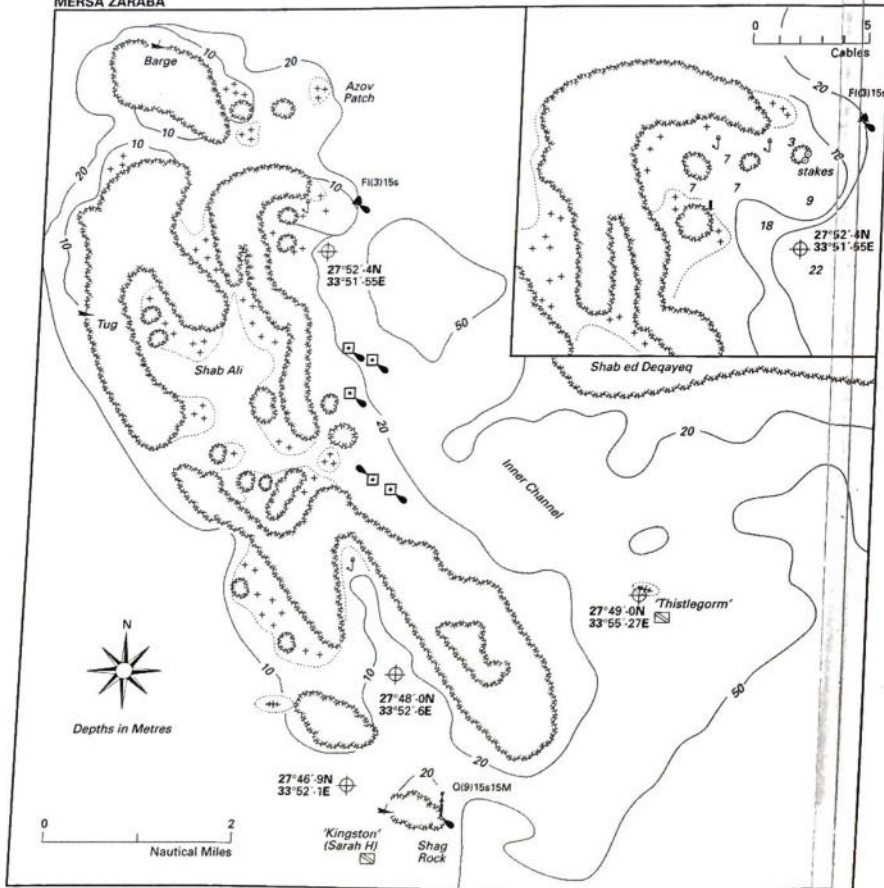 MERSA ZARABA
Barge
10
20
Azov
Patch
10
10
20
10
10
Fl(3)15s
27°52´·4N
33°51´·55E
50
Tug
Shab Ali
20
0 5
Cables
20
Fl(3)15s
3
7
7
7
stakes
10
9
18
27°52´·4N
33°51´·55E
22
Shab ed Deqayeq
20
Inner Channel
27°49´·0N
33°55´·27E
'Thistlegorm'
50
N
Depths in Metres
10
10
27°48´·0N
33°52´·6E
20
27°46´·9N
33°52´·1E
20
Q(9)15s15M
'Kingston'
(Sarah H)
Shag
Rock
0 2
Nautical Miles